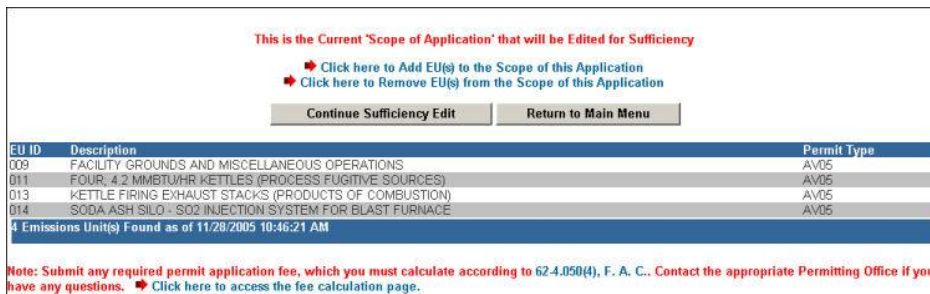 This is the Current 'Scope of Application' that will be Edited for Sufficiency
Click here to Add EU(s) to the Scope of this Application
Click here to Remove EU(s) from the Scope of this Application
Continue Sufficiency Edit Return to Main Menu
EU ID Description Permit Type
009 FACILITY GROUNDS AND MISCELLANEOUS OPERATIONS AV05
011 FOUR, 4.2 MMBTU/HR KETTLES (PROCESS FUGITIVE SOURCES) AV05
013 KETTLE FIRING EXHAUST STACKS (PRODUCTS OF COMBUSTION) AV05
014 SODA ASH SILO - SO2 INJECTION SYSTEM FOR BLAST FURNACE AV05
4 Emissions Unit(s) Found as of 11/28/2005 10:46:21 AM
Note: Submit any required permit application fee, which you must calculate according to 62-4.050(4), F. A. C.. Contact the appropriate Permitting Office if you
have any questions. Click here to access the fee calculation page.